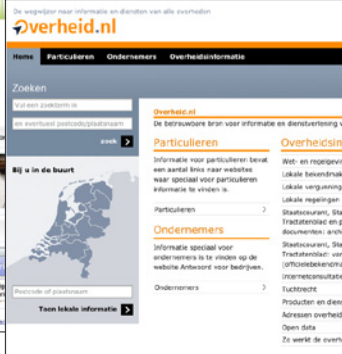 De wegwijzer naar informatie en diensten van alle overheden
Overheid.nl
Home Particulieren Ondernemers Overheidsinformatie
Zoeken
Vul een zoekterm in
en eventueel postcode/plaatsnaam
zoek
Bij u in de buurt
Postcode of plaatsnaam
Toon lokale informatie
Overheid.nl
De betrouwbare bron voor informatie en dienstverlening v
Particulieren
Informatie voor particulieren bevat
een aantal links naar websites
waar speciaal voor particulieren
informatie te vinden is.
Particulieren
Ondernemers
Informatie speciaal voor
ondernemers is te vinden op de
website Antwoord voor bedrijven.
Ondernemers
Overheidsin
Wet- en regelgevi
Lokale bekendmak
Lokale vergunning
Lokale regelingen
Staatscourant, Sta
Tractatenblad en p
documenten: archi
Staatscourant, Sta
Tractatenblad: van
(officielebekendma
Internetconsultatie
Tuchtrecht
Producten en dien
Adressen overheid
Open data
Zo werkt de overh